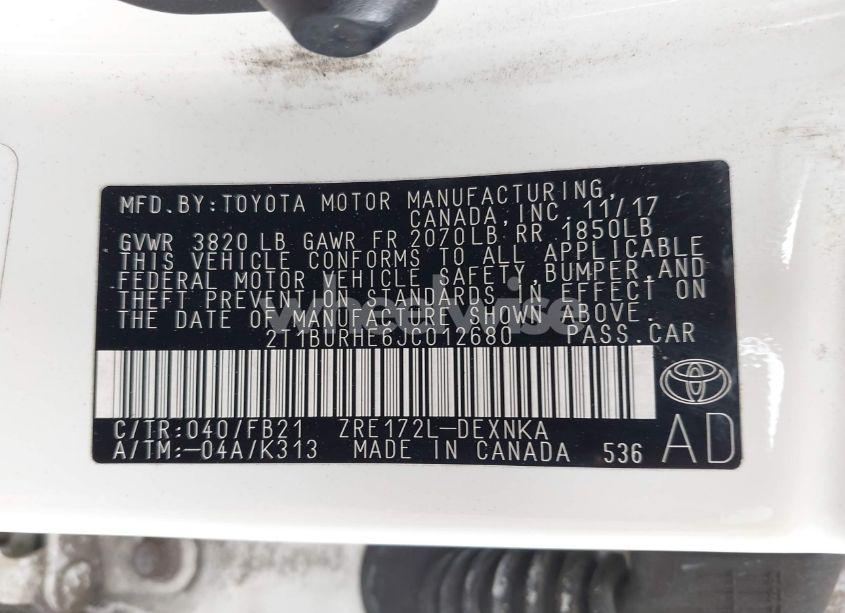 MFD.BY:TOYOTA MOTOR MANUFACTURING,
CANADA,INC. 11/17
GVWR 3820 LB GAWR FR 2070LB RR 1850LB
THIS VEHICLE CONFORMS TO ALL APPLICABLE
FEDERAL MOTOR VEHICLE SAFETY, BUMPER,AND
THEFT PREVENTION STANDARDS IN EFFECT ON
THE DATE OF MANUFACTURE SHOWN ABOVE.
2T1BURHE6JC012680 PASS.CAR
C/TR:040/FB21 ZRE172L-DEXNKA AD
A/TM:-04A/K313 MADE IN CANADA 536